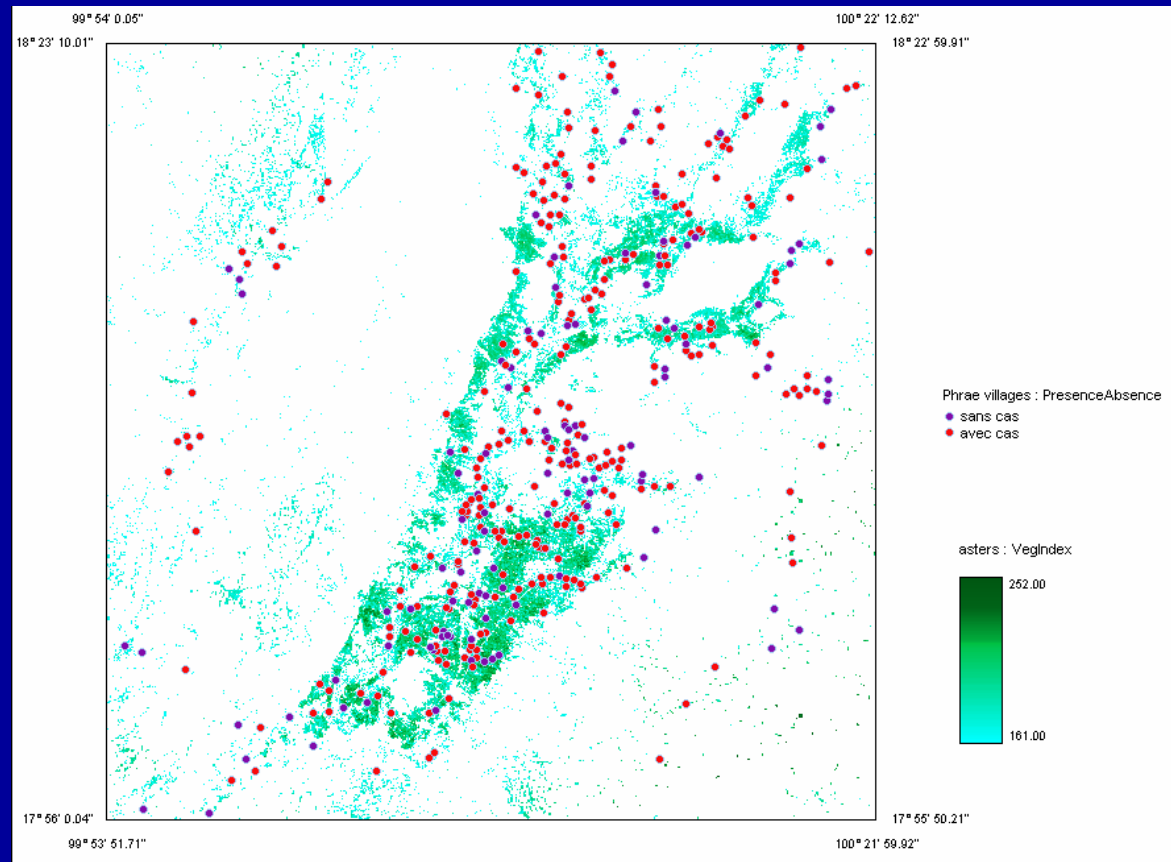 99° 54 0.05"
100° 22' 12.62"
18° 23' 10.01"
18° 22' 59.91"
Phrae villages : PresenceAbsence
sans cas
avec cas
asters : VegIndex
252.00
161.00
17° 56' 0.04"
17° 55' 50.21"
99° 53' 51.71"
100° 21' 59.92"